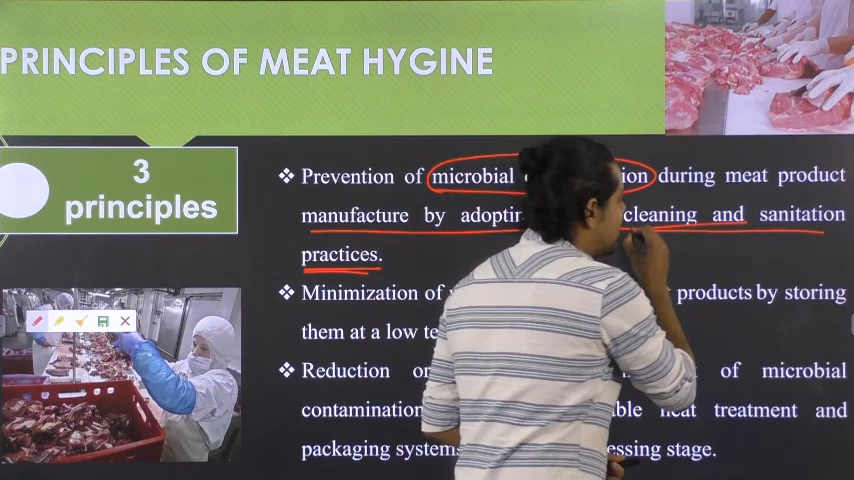 PRINCIPLES OF MEAT HYGINE
3
principles
❖ Prevention of microbial during meat product
manufacture by cleaning and sanitation
practices.
❖ Minimization of products by storing
them at a low
❖ Reduction of microbial
contamination heat treatment and
packaging systems stage.